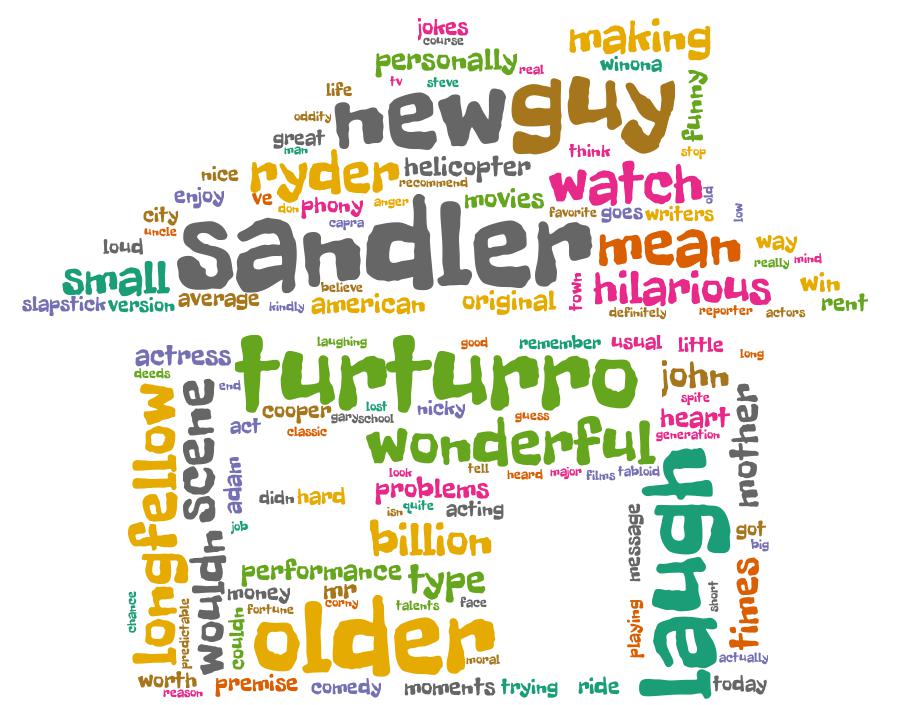 jokes
course
making
personally
real
winona
tv
steve
life
funny
oddity
new
guy
great
man
think
stop
nice
ryder
helicopter
recommend
watch
old
enjoy
ve
don
phony
anger
movies
favorite
goes
writers
low
city
uncle
capra
loud
sandler
mean
way
really
mind
small
believe
town
hilarious
win
slapstick
version
average
kindly
american
original
definitely
reporter
actors
rent
actress
turturro
laughing
good
remember
usual
little
long
deeds
end
john
longfellow
scene
cooper
lost
nicky
guess
spite
mother
act
classic
gary
school
wonderful
heart
generation
adam
look
tell
heard
major
films
tabloid
laugh
didn
hard
problems
isn
quite
acting
job
message
got
big
wouldn
billion
performance
type
times
chance
predictable
money
mr
fortune
corny
talents
face
short
couldn
older
moral
playing
actually
worth
reason
premise
comedy
moments
trying
ride
today